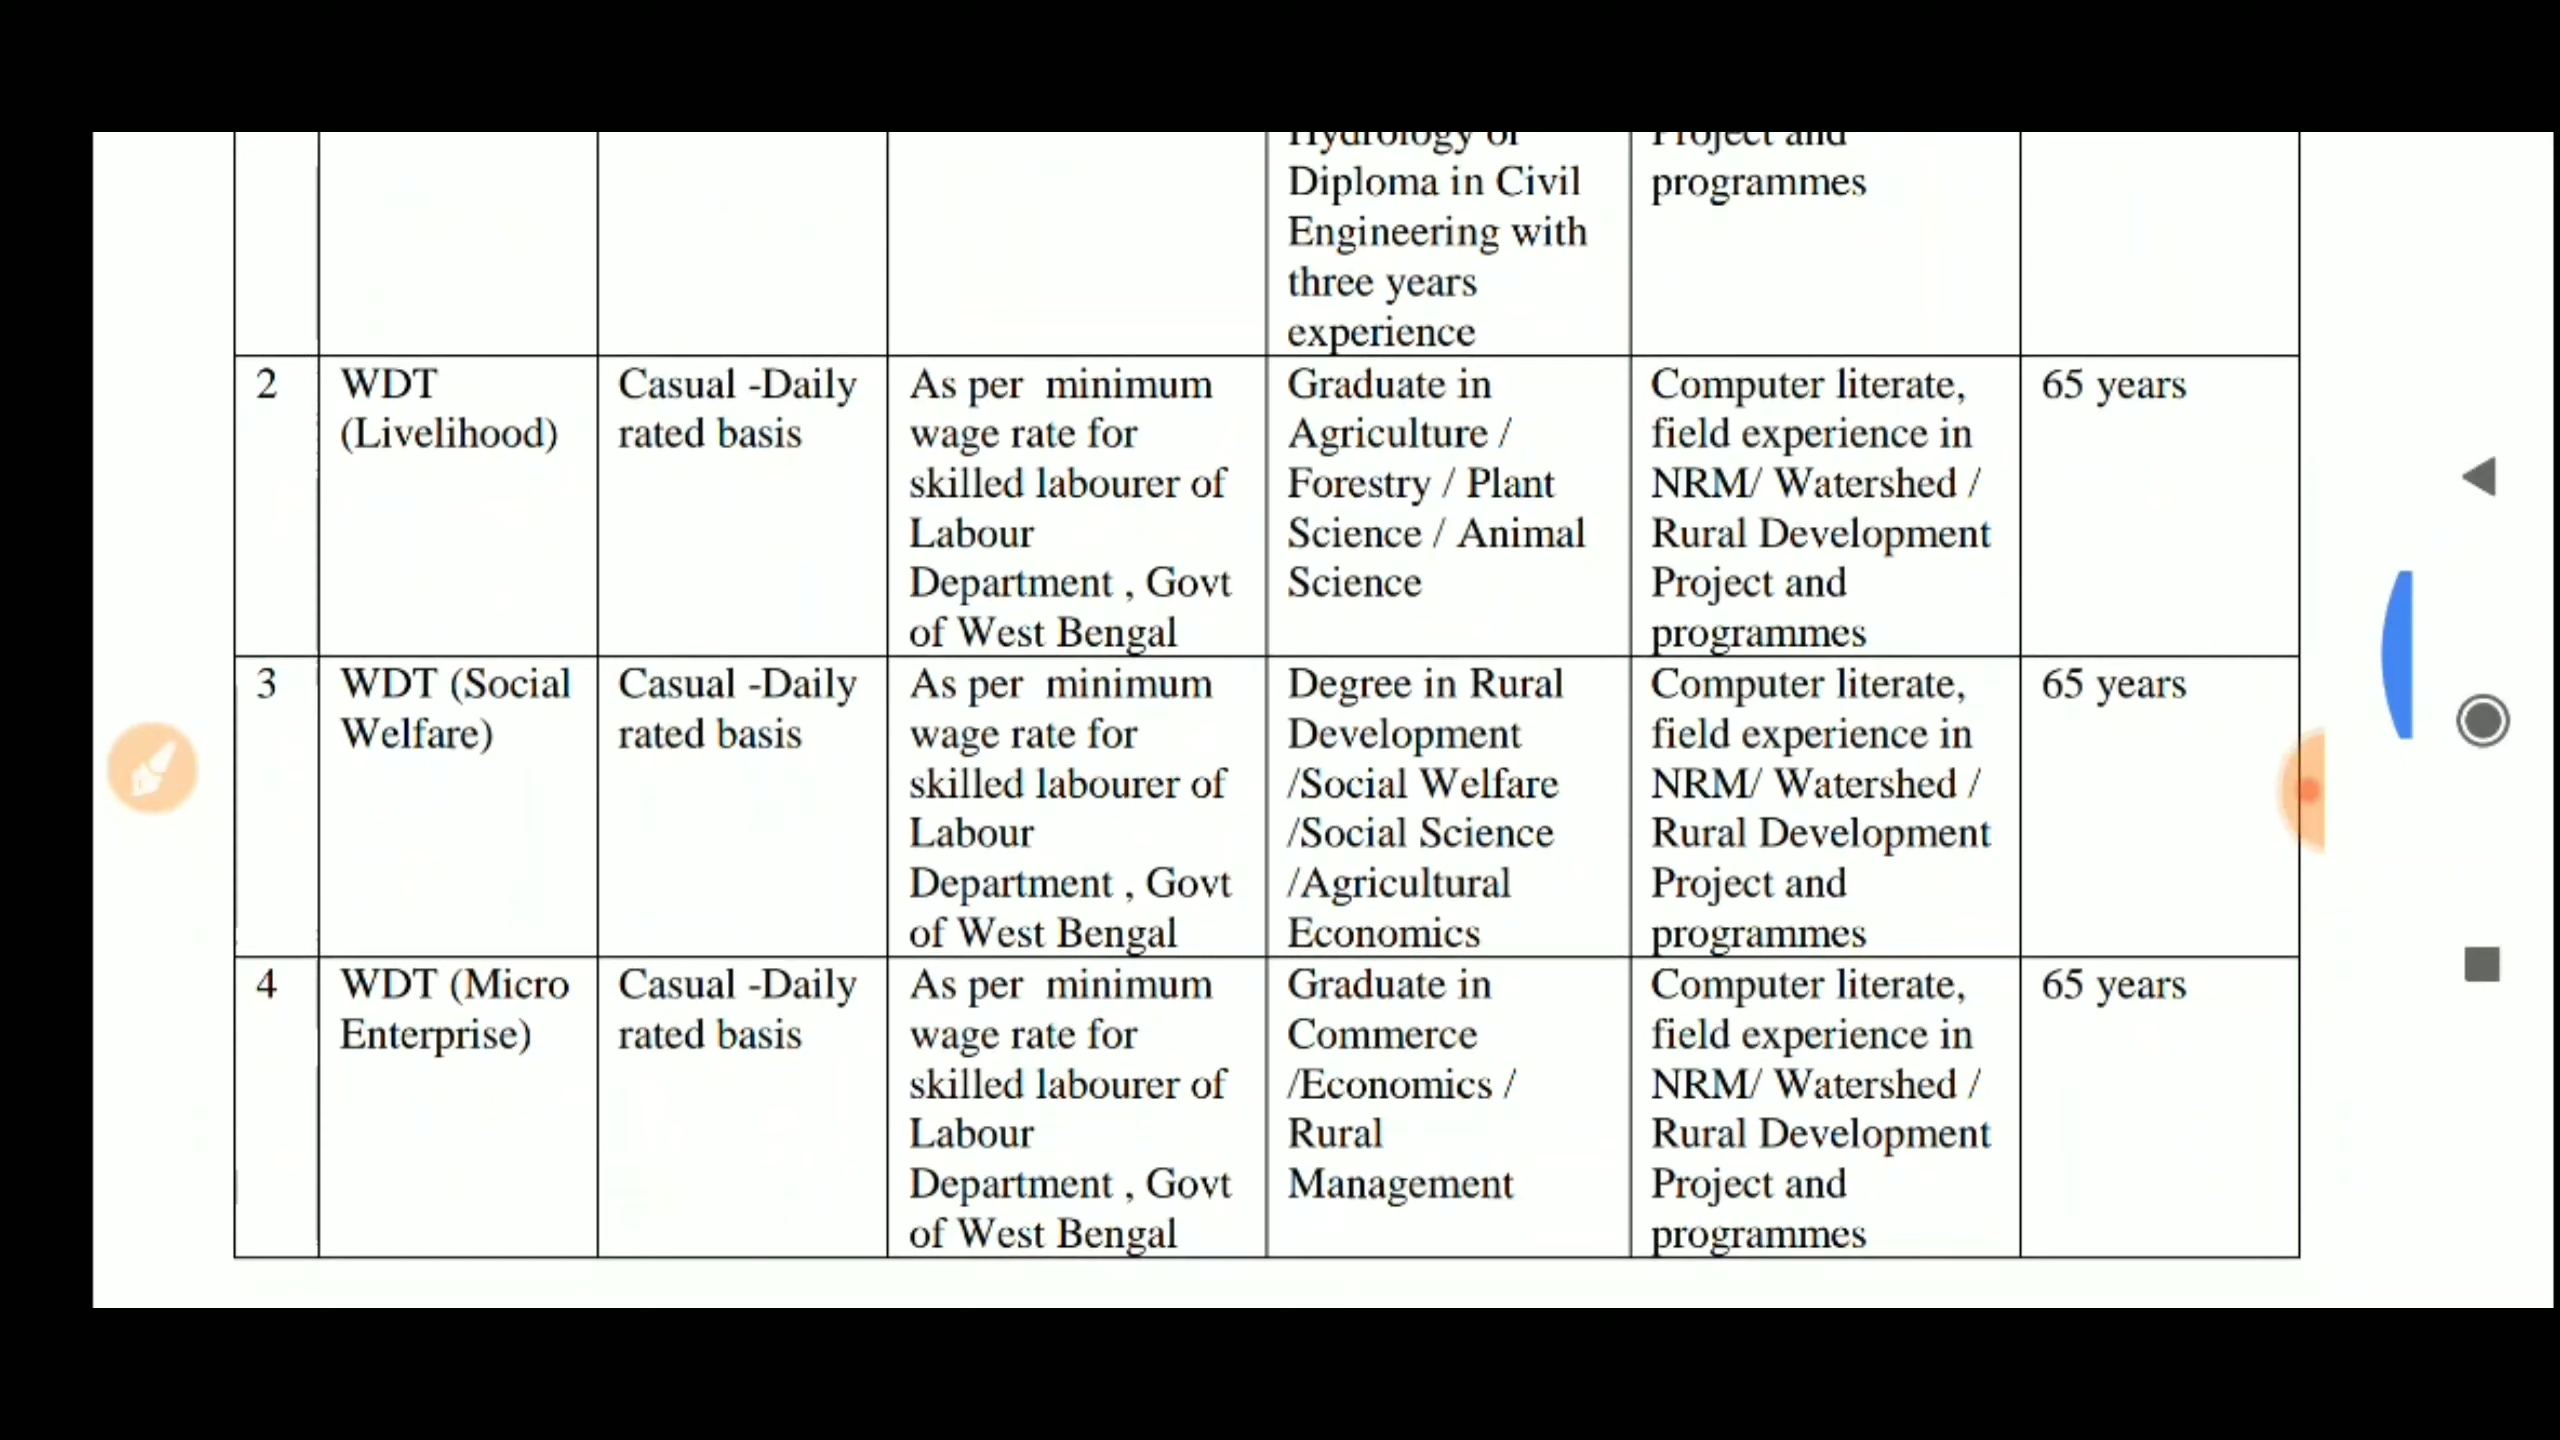 Hydrology or
Diploma in Civil
Engineering with
three years
experience
Project and
programmes
2
WDT
(Livelihood)
Casual -Daily
rated basis
As per minimum
wage rate for
skilled labourer of
Labour
Department , Govt
of West Bengal
Graduate in
Agriculture /
Forestry / Plant
Science / Animal
Science
Computer literate,
field experience in
NRM/ Watershed /
Rural Development
Project and
programmes
65 years
3
WDT (Social
Welfare)
Casual -Daily
rated basis
As per minimum
wage rate for
skilled labourer of
Labour
Department , Govt
of West Bengal
Degree in Rural
Development
/Social Welfare
/Social Science
/Agricultural
Economics
Computer literate,
field experience in
NRM/ Watershed /
Rural Development
Project and
programmes
65 years
4
WDT (Micro
Enterprise)
Casual -Daily
rated basis
As per minimum
wage rate for
skilled labourer of
Labour
Department , Govt
of West Bengal
Graduate in
Commerce
/Economics /
Rural
Management
Computer literate,
field experience in
NRM/ Watershed /
Rural Development
Project and
programmes
65 years